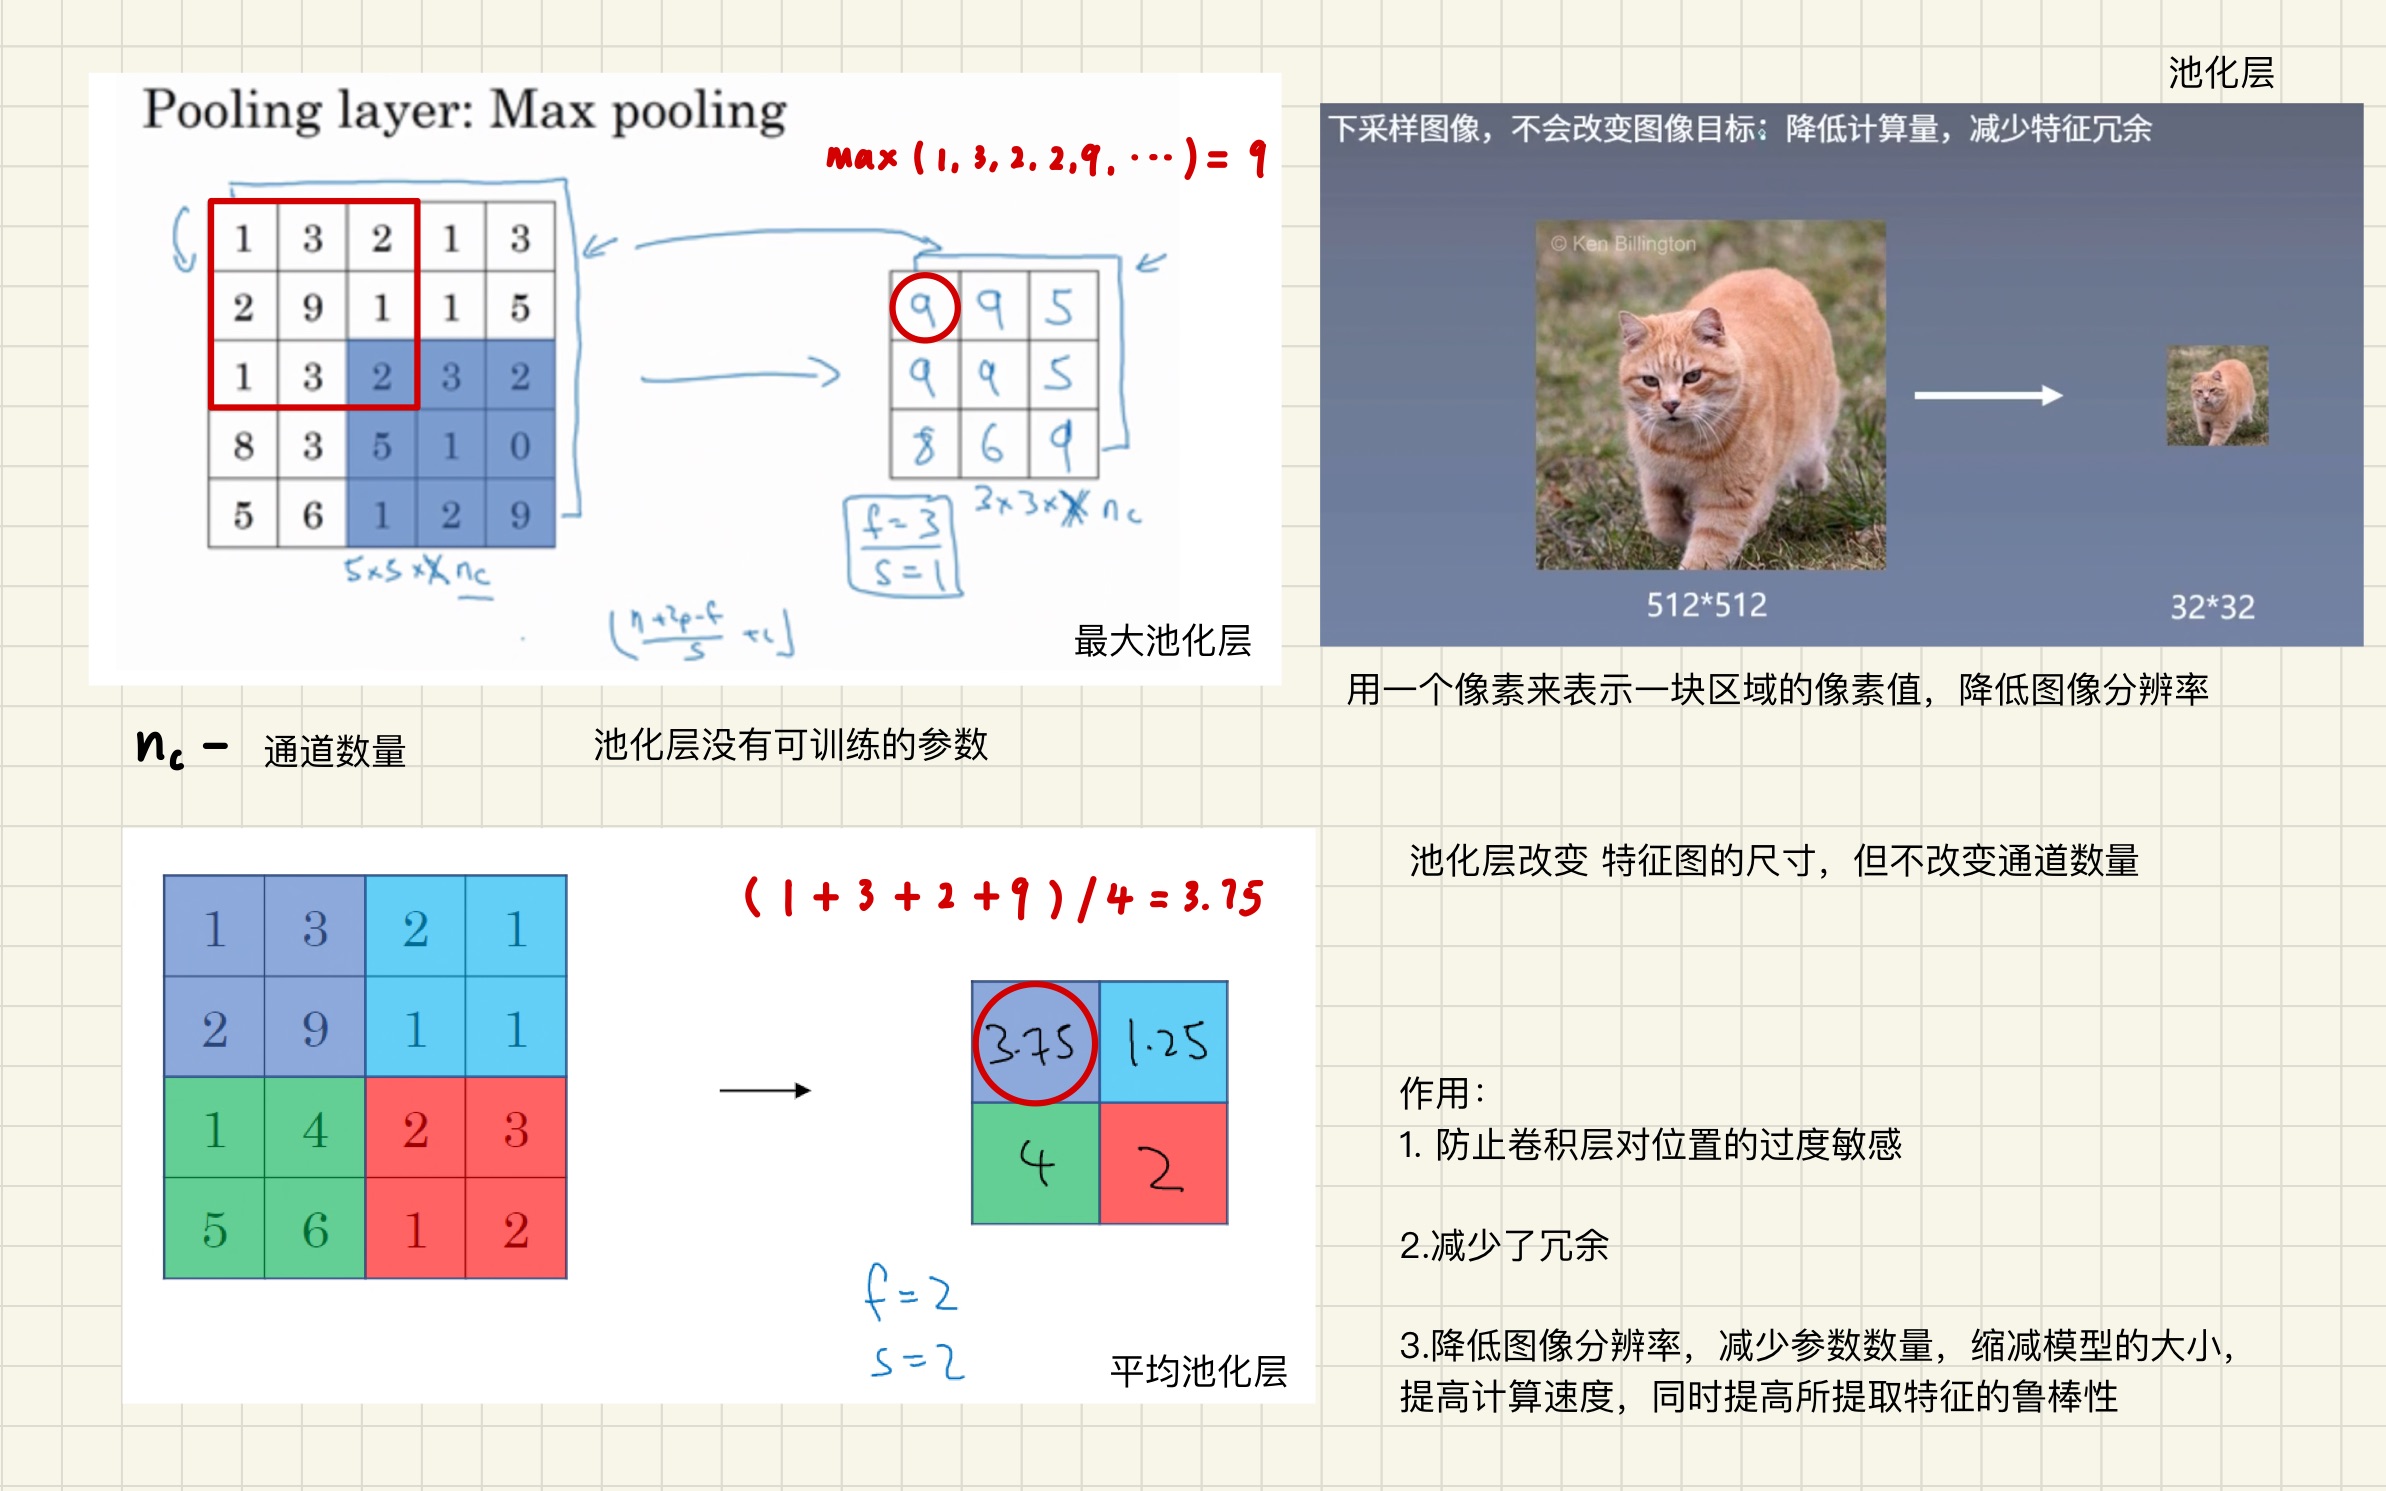 Pooling layer: Max pooling
max (1, 3, 2, 2, 9, ⋯) = 9
1 3 2 1 3
2 9 1 1 5
1 3 2 3 2
8 3 5 1 0
5 6 1 2 9
5×5× nc
9 9 5
9 9 5
8 6 9
3×3× nc
f=3
s=1
n+2p-f
s
+1
最大池化层
池化层
下采样图像，不会改变图像目标：降低计算量，减少特征冗余
© Ken Billington
512*512
32*32
用一个像素来表示一块区域的像素值，降低图像分辨率
nc - 通道数量
池化层没有可训练的参数
(1+3+2+9)/4=3.75
1 3 2 1
2 9 1 1
1 4 2 3
5 6 1 2
3.75 1.25
4 2
f=2
s=2
平均池化层
池化层改变 特征图的尺寸，但不改变通道数量
作用：
1. 防止卷积层对位置的过度敏感
2.减少了冗余
3.降低图像分辨率，减少参数数量，缩减模型的大小，
提高计算速度，同时提高所提取特征的鲁棒性